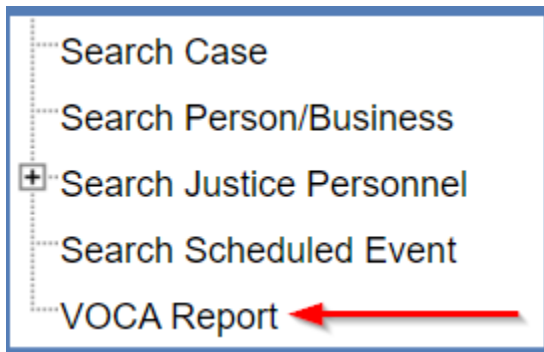 Search Case
Search Person/Business
Search Justice Personnel
Search Scheduled Event
VOCA Report